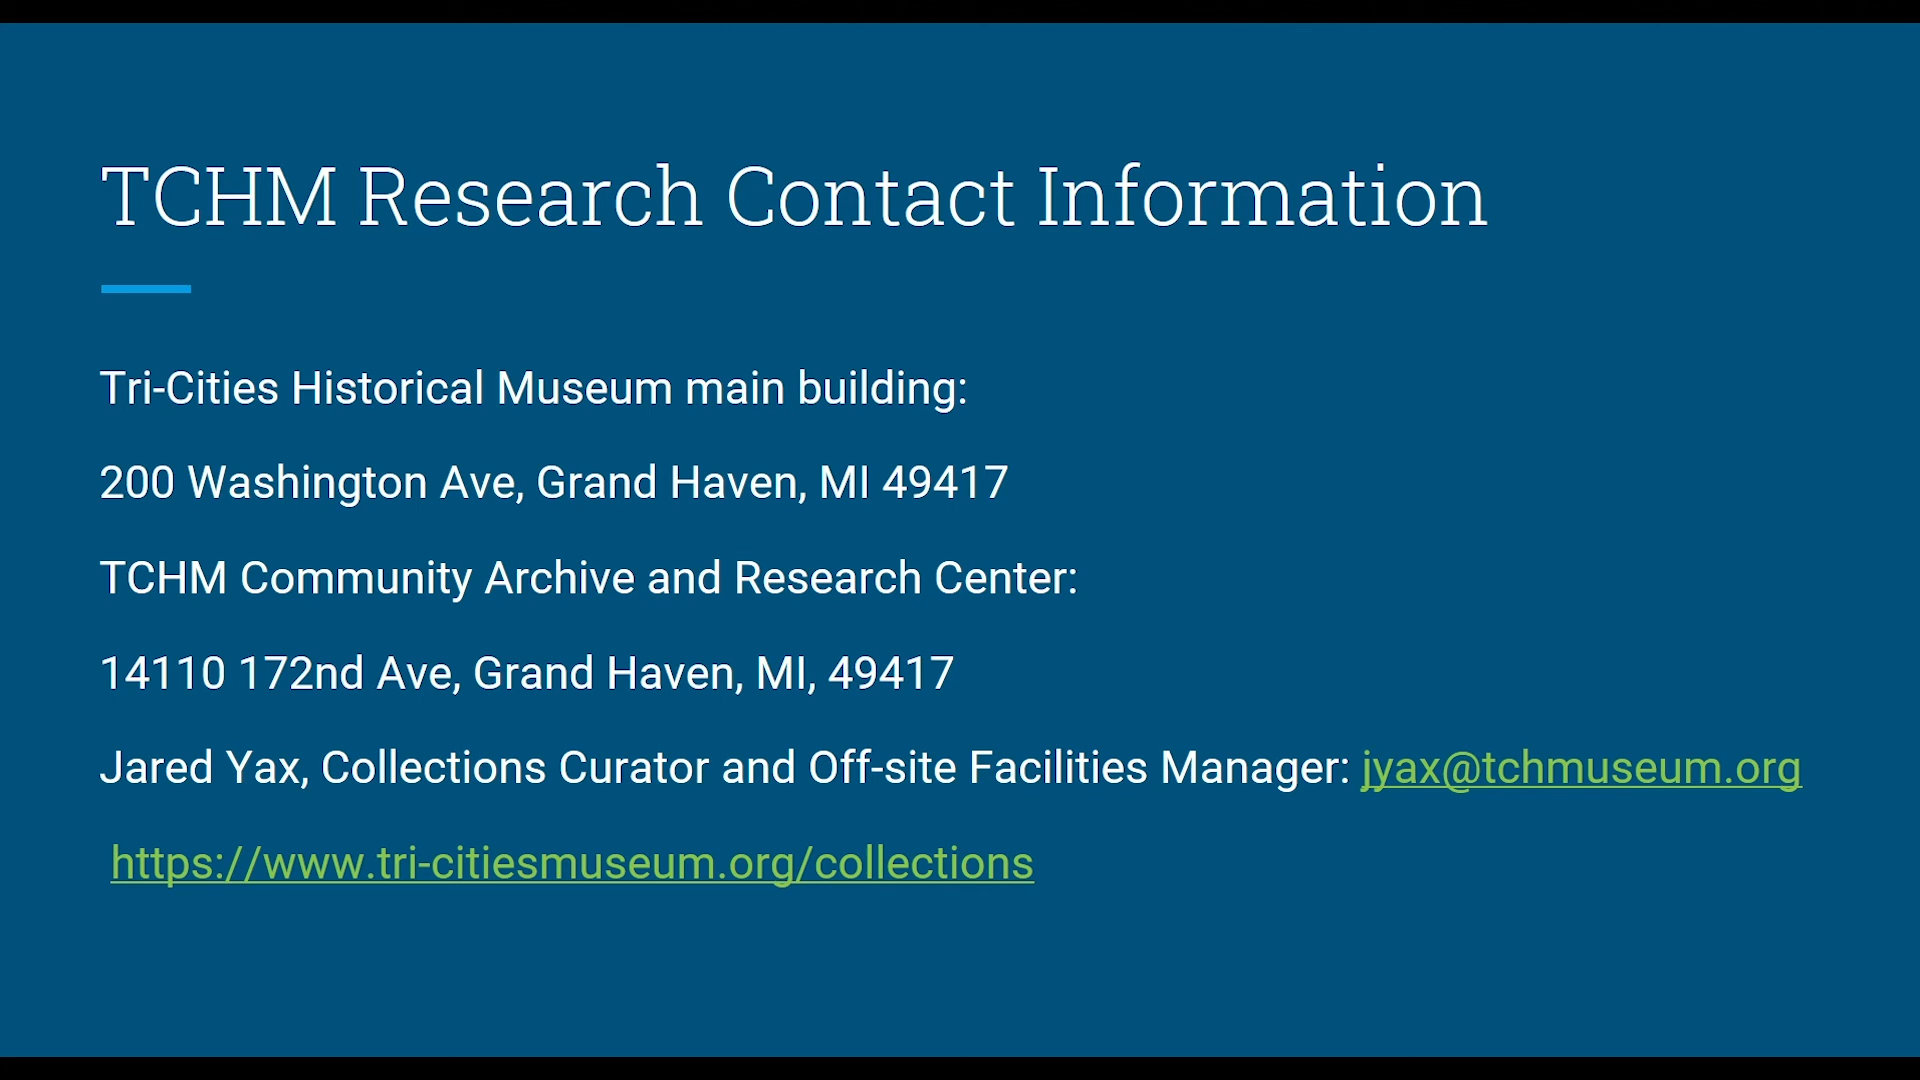 TCHM Research Contact Information
Tri-Cities Historical Museum main building:
200 Washington Ave, Grand Haven, MI 49417
TCHM Community Archive and Research Center:
14110 172nd Ave, Grand Haven, MI, 49417
Jared Yax, Collections Curator and Off-site Facilities Manager: jyax@tchmuseum.org
https://www.tri-citiesmuseum.org/collections